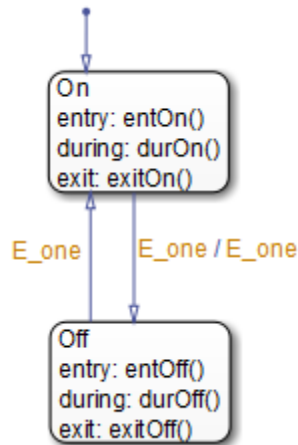 On
entry: entOn()
during: durOn()
exit: exitOn()
E_one
E_one / E_one
Off
entry: entOff()
during: durOff()
exit: exitOff()